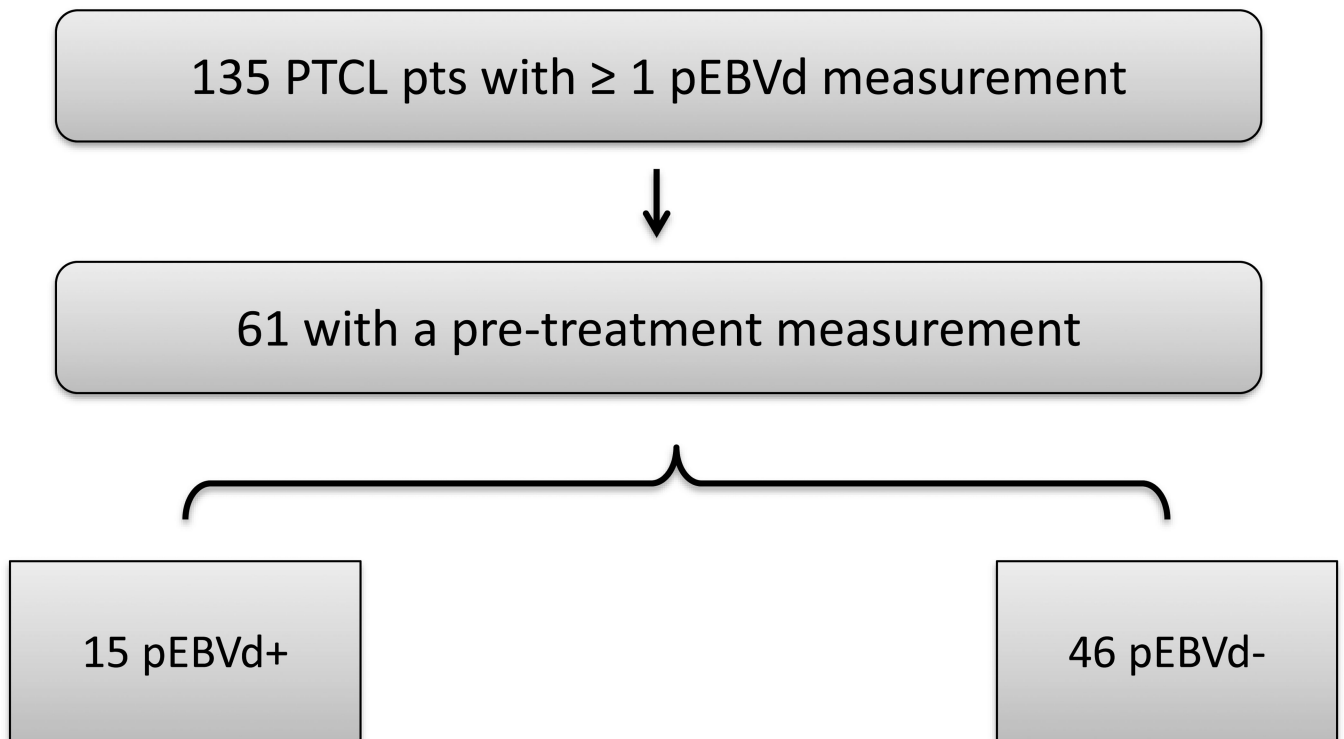 135 PTCL pts with ≥ 1 pEBVd measurement
61 with a pre-treatment measurement
15 pEBVd+
46 pEBVd-